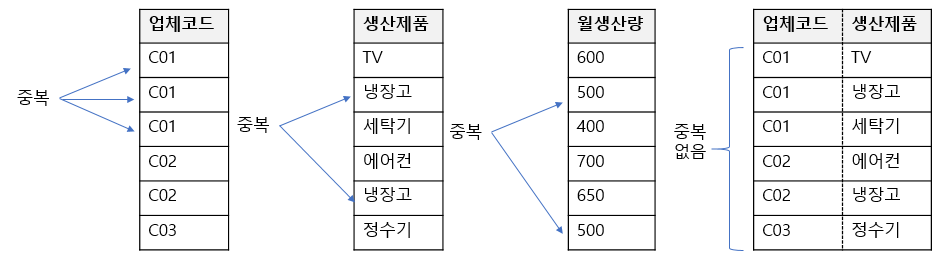 업체코드 생산제품 월생산량 업체코드 생산제품
C01 TV 600 C01 TV
중복 C01 냉장고 500 C01 냉장고
C01 중복 세탁기 중복 400 중복 C01 세탁기
없음
C02 에어컨 700 C02 에어컨
C02 냉장고 650 C02 냉장고
C03 정수기 500 C03 정수기